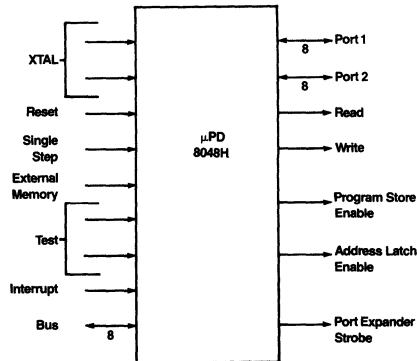 XTAL
Reset
Single
Step
External
Memory
Test
Interrupt
Bus
8
μPD
8048H
Port 1
8
Port 2
8
Read
Write
Program Store
Enable
Address Latch
Enable
Port Expander
Strobe